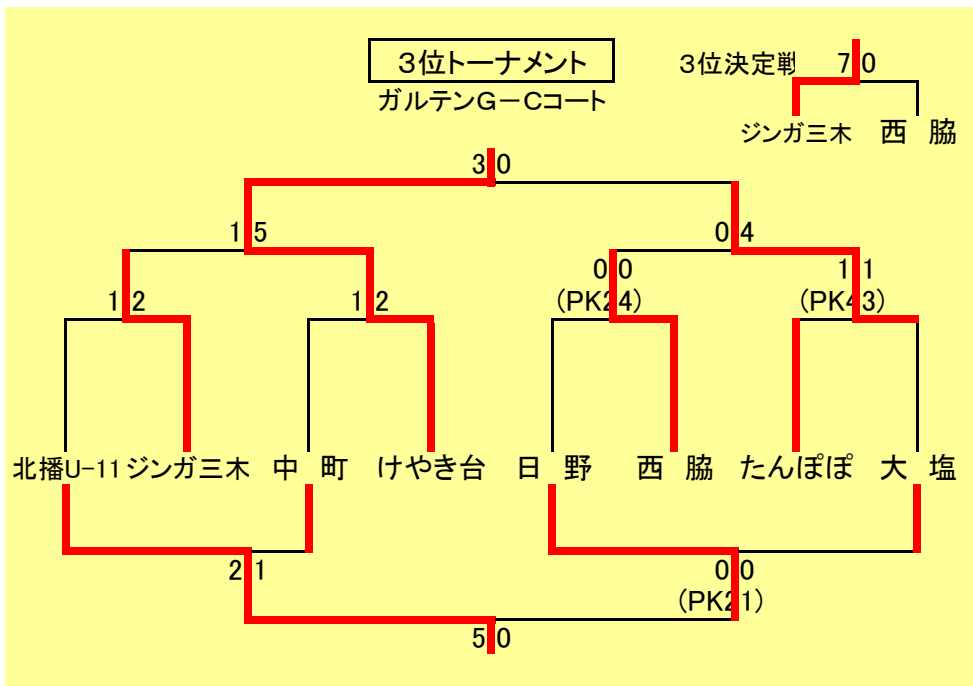 3位トーナメント
ガルテンG-Cコート
3位決定戦 7 0
ジンガ三木 西 脇
3 0
1 5
0 4
1 2
1 2
0 0
(PK2 4)
1 1
(PK4 3)
北播U-11 ジンガ三木 中 町 けやき台 日 野 西 脇 たんぽぽ 大 塩
2 1
0 0
(PK2 1)
5 0